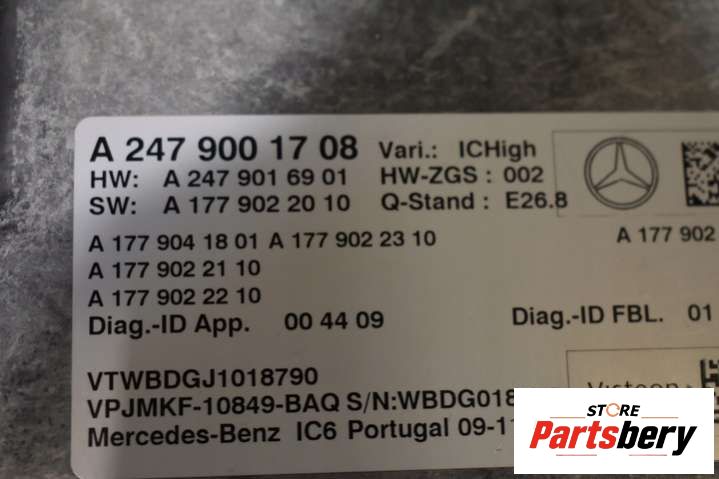 A 247 900 17 08 Vari.: ICHigh
HW: A 247 901 69 01 HW-ZGS : 002
SW: A 177 902 20 10 Q-Stand : E26.8
A 177 904 18 01 A 177 902 23 10 A 177 902
A 177 902 21 10
A 177 902 22 10
Diag.-ID App. 00 44 09 Diag.-ID FBL. 01
VTWBDGJ1018790
VPJMKF-10849-BAQ S/N:WBDG018
Mercedes-Benz IC6 Portugal 09-11
Visteon
STORE
Partsbery